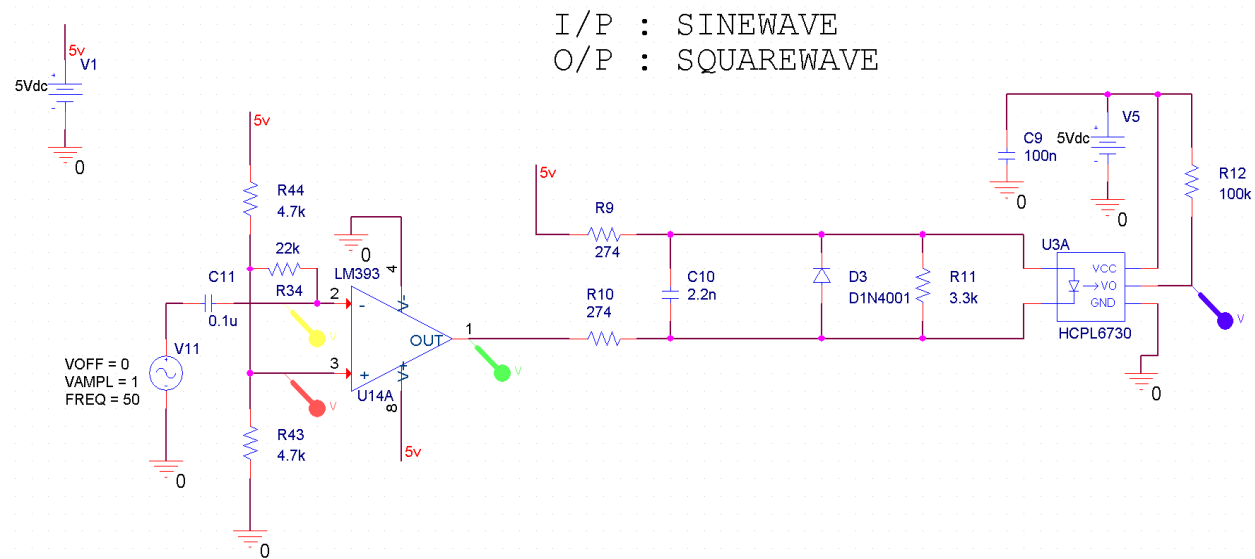 I/P : SINEWAVE
O/P : SQUAREWAVE
5v
V1
5Vdc
+
-
0
5v
R44
4.7k
22k
R34
C11
0.1u
V11
+
-
VOFF = 0
VAMPL = 1
FREQ = 50
0
R43
4.7k
0
0
LM393
4
V-
2
-
3
+
OUT
1
V+
8
U14A
5v
V
V
V
5v
R9
274
R10
274
C10
2.2n
D3
D1N4001
R11
3.3k
C9
100n
0
V5
5Vdc
+
-
0
R12
100k
U3A
VCC
VO
GND
HCPL6730
V
0